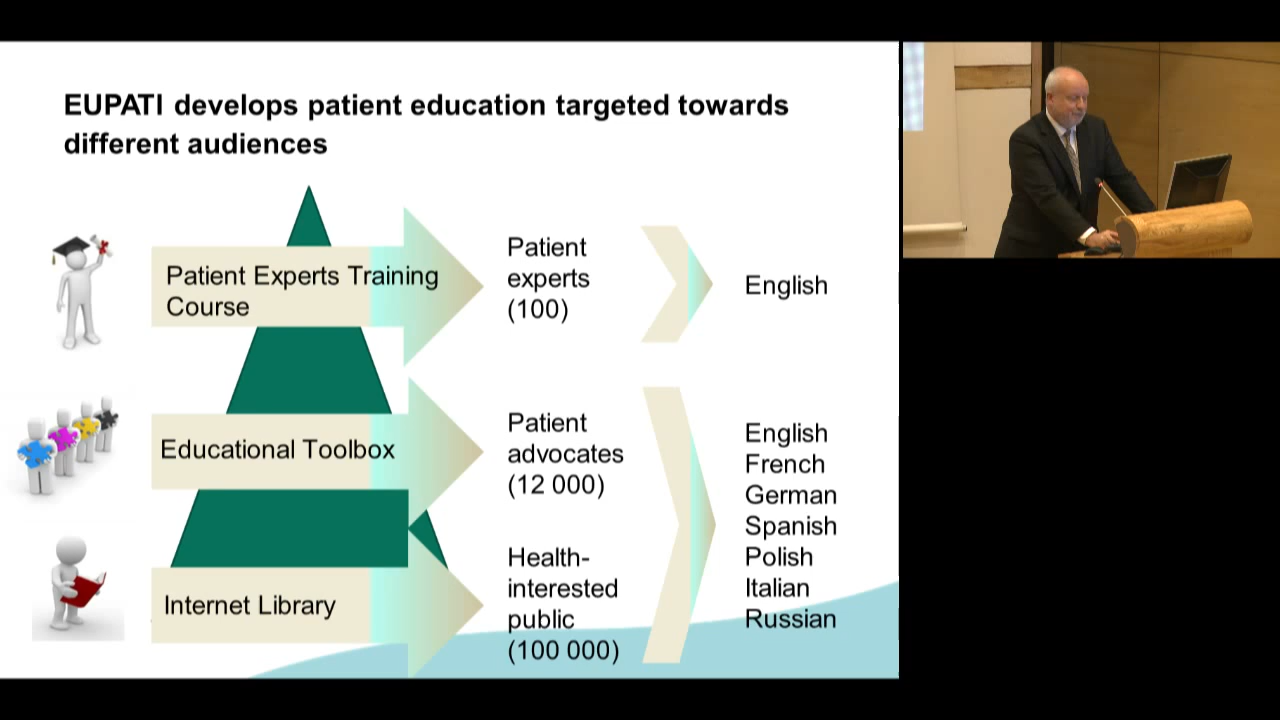 EUPATI develops patient education targeted towards
different audiences
Patient Experts Training
Course
Patient
experts
(100)
English
Educational Toolbox
Patient
advocates
(12 000)
Internet Library
Health-
interested
public
(100 000)
English
French
German
Spanish
Polish
Italian
Russian